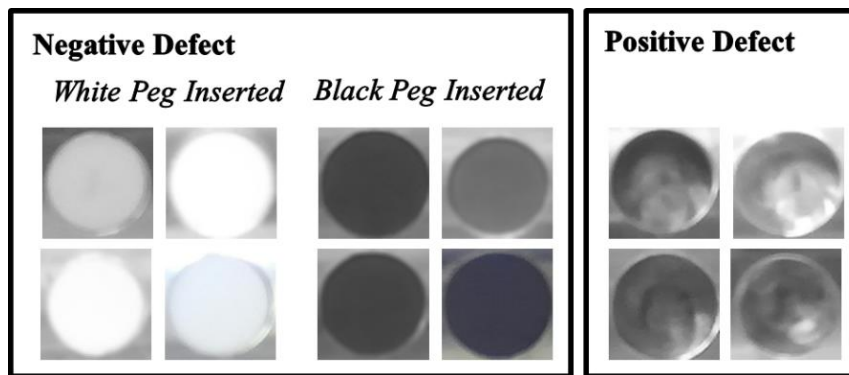 Negative Defect
White Peg Inserted
Black Peg Inserted
Positive Defect